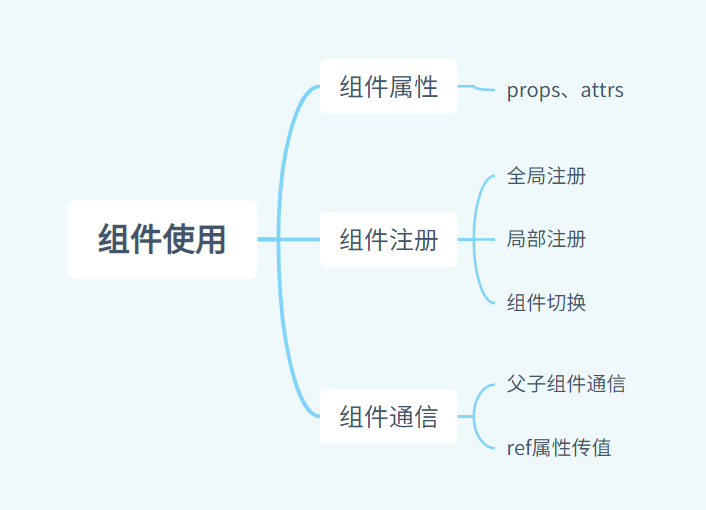 组件使用
组件属性
props、attrs
组件注册
全局注册
局部注册
组件切换
组件通信
父子组件通信
ref属性传值